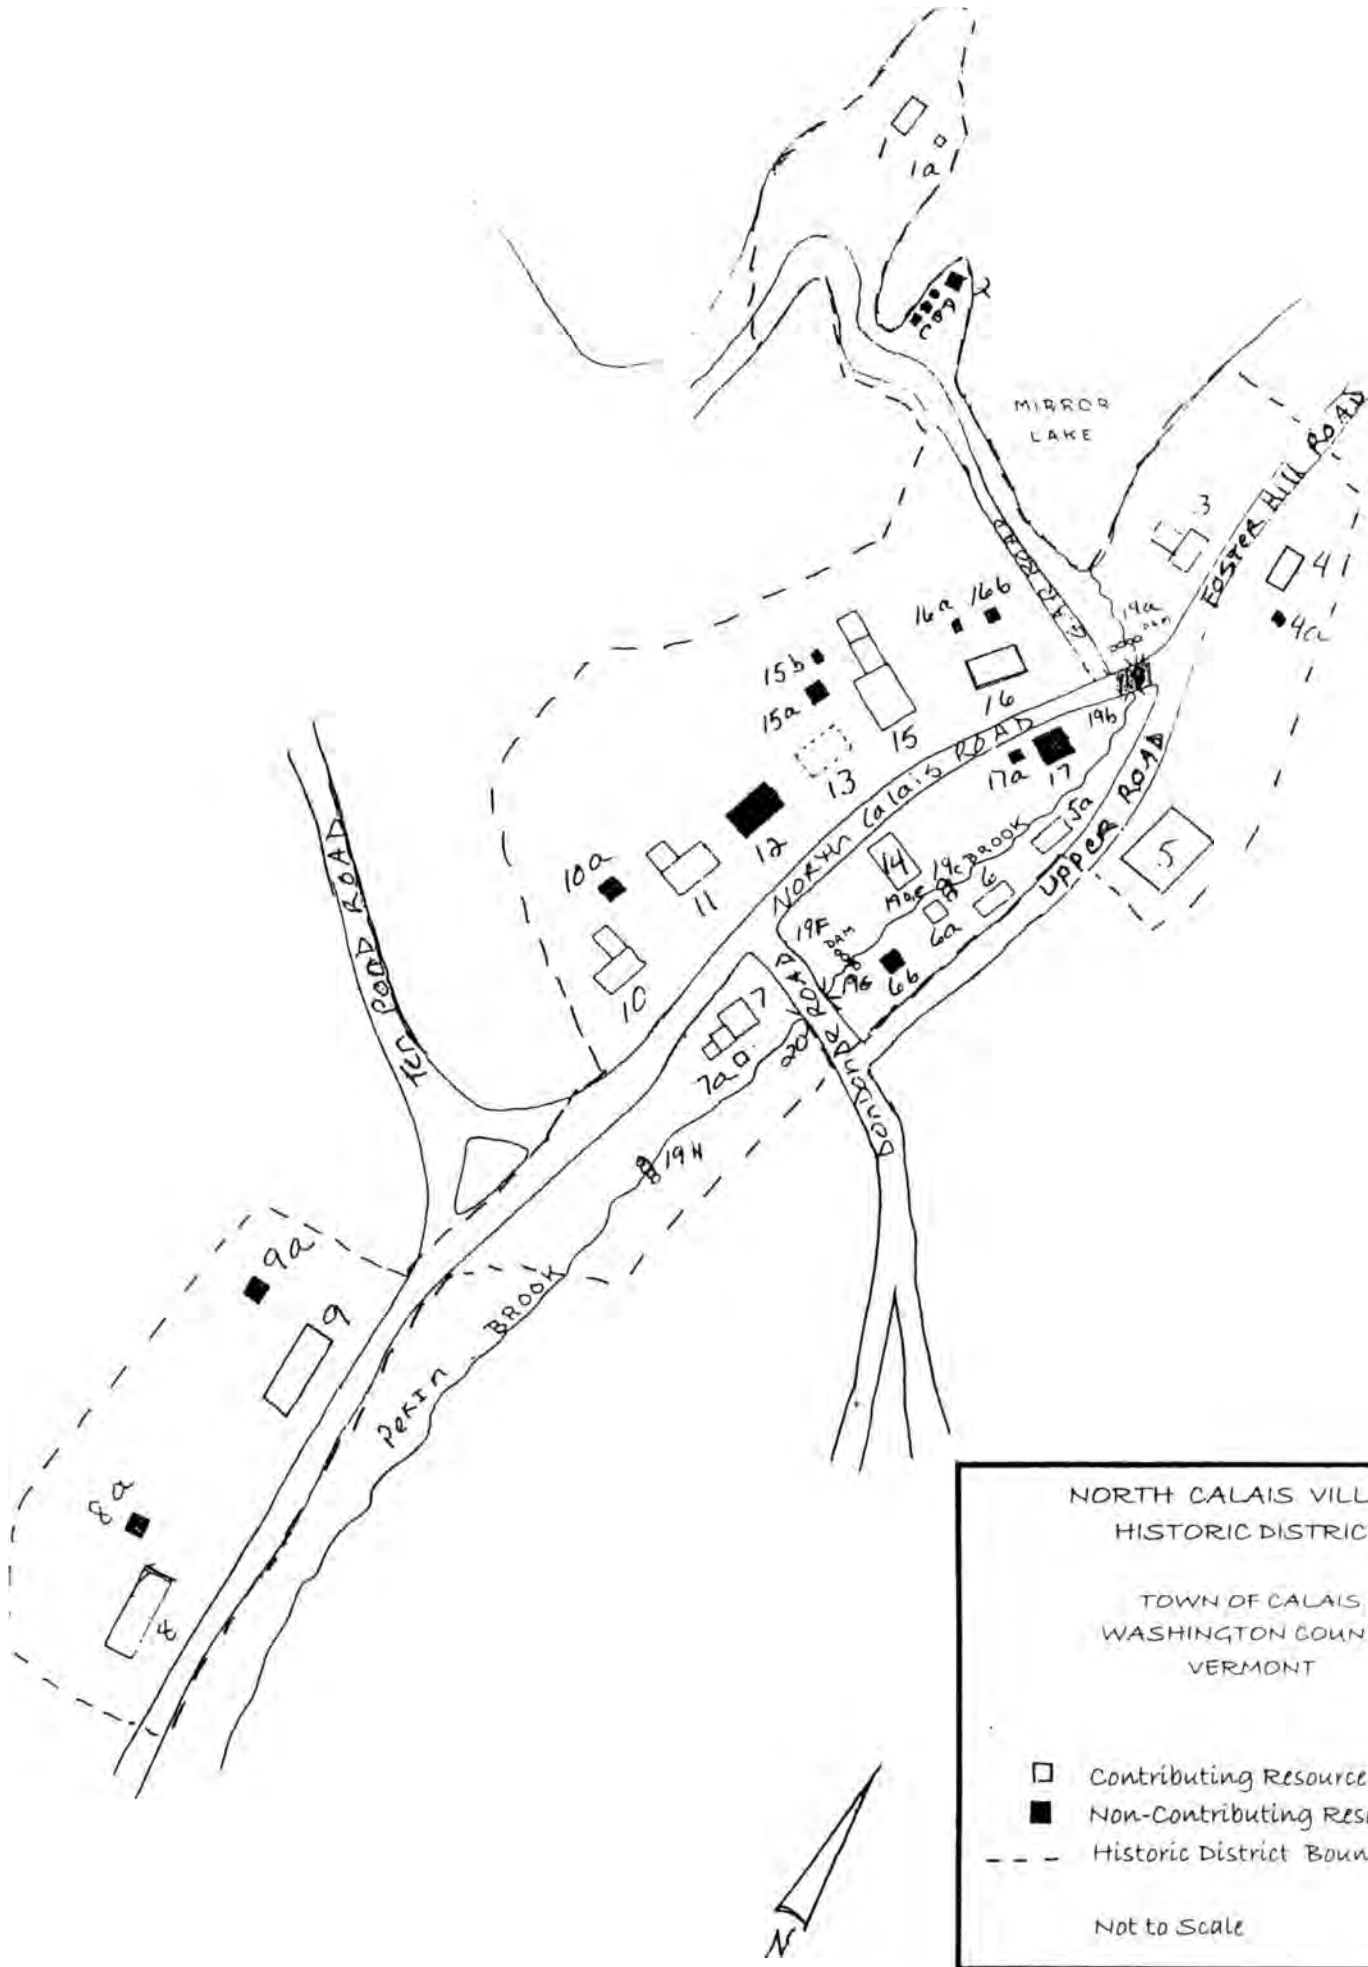 1a
2
C B A
MIRROR
LAKE
FOSTER HILL ROAD
3
4
4a
G.A.R. ROAD
19a
DAM
16a
16b
16
15b
15a
15
13
NORTH CALAIS ROAD
19b
17a
17
12
5a
BROOK
UPPER ROAD
5
14
19c
6
6a
6b
19F
DAM
19G
10a
11
10
TEN POND ROAD
7
7a
20
19H
9a
9
PEKIN BROOK
8a
8
N
NORTH CALAIS VILL
HISTORIC DISTRIC
TOWN OF CALAIS
WASHINGTON COUN
VERMONT
Contributing Resource
Non-Contributing Res
Historic District Boun
Not to Scale